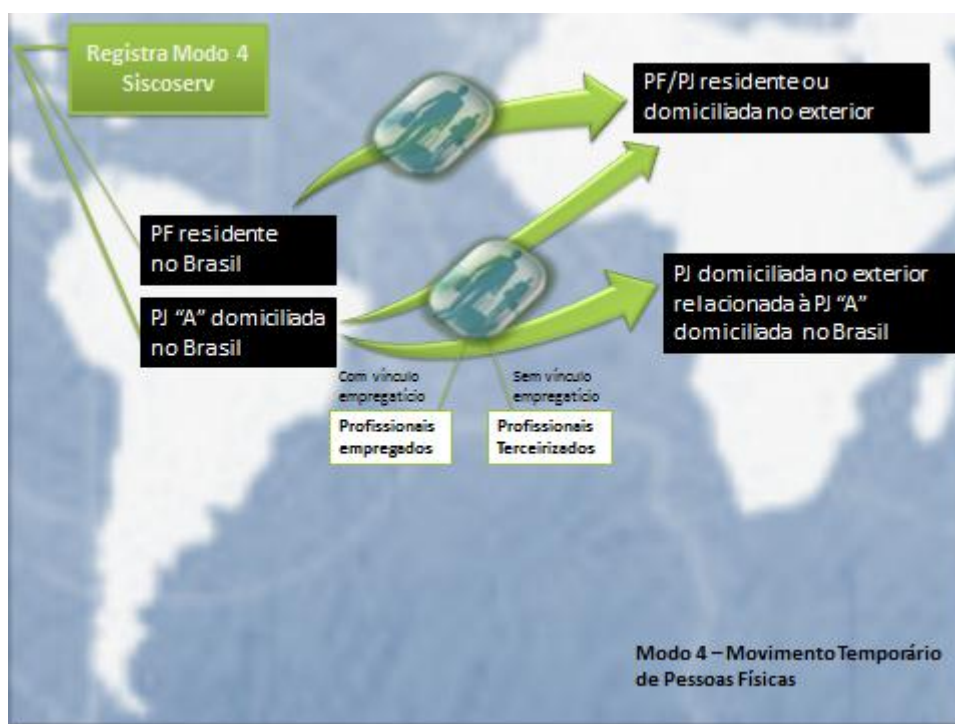 Registra Modo 4
Siscoserv
PF/PJ residente ou
domiciliada no exterior
PF residente
no Brasil
PJ “A” domiciliada
no Brasil
PJ domiciliada no exterior
relacionada à PJ “A”
domiciliada no Brasil
Com vínculo
empregatício
Sem vínculo
empregatício
Profissionais
empregados
Profissionais
Terceirizados
Modo 4 – Movimento Temporário
de Pessoas Físicas